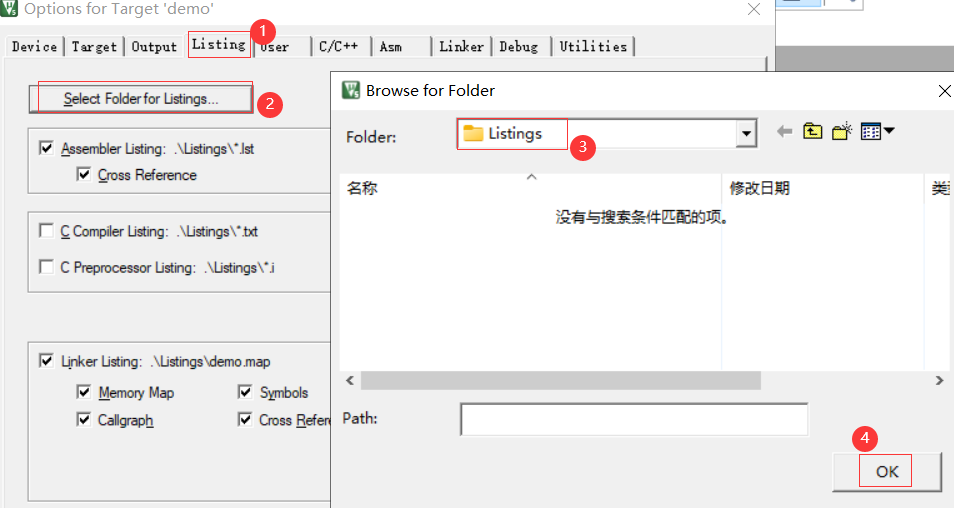 Options for Target 'demo'
Device Target Output Listing User C/C++ Asm Linker Debug Utilities
1
Select Folder for Listings...
2
Assembler Listing: .\Listings\*.lst
Cross Reference
C Compiler Listing: .\Listings\*.txt
C Preprocessor Listing: .\Listings\*.i
Linker Listing: .\Listings\demo.map
Memory Map
Symbols
Callgraph
Cross Refere
Browse for Folder
Folder:
Listings
3
名称
修改日期
没有与搜索条件匹配的项。
Path:
4
OK